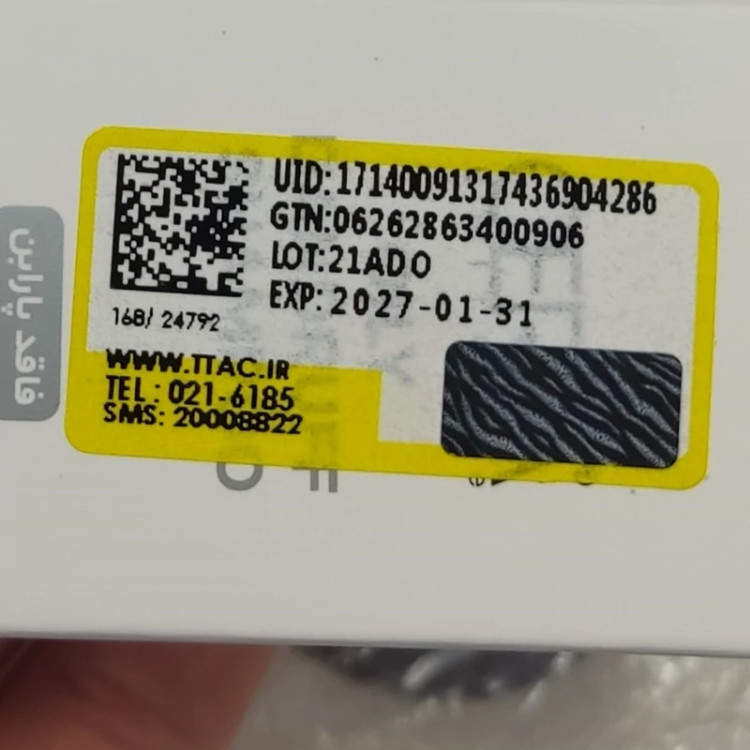 UID:17140091317436904286
GTN:06262863400906
LOT:21ADO
EXP: 2027-01-31
168/ 24792
WWW.TTAC.IR
TEL: 021-6185
SMS: 20008822
فاقد پارابن